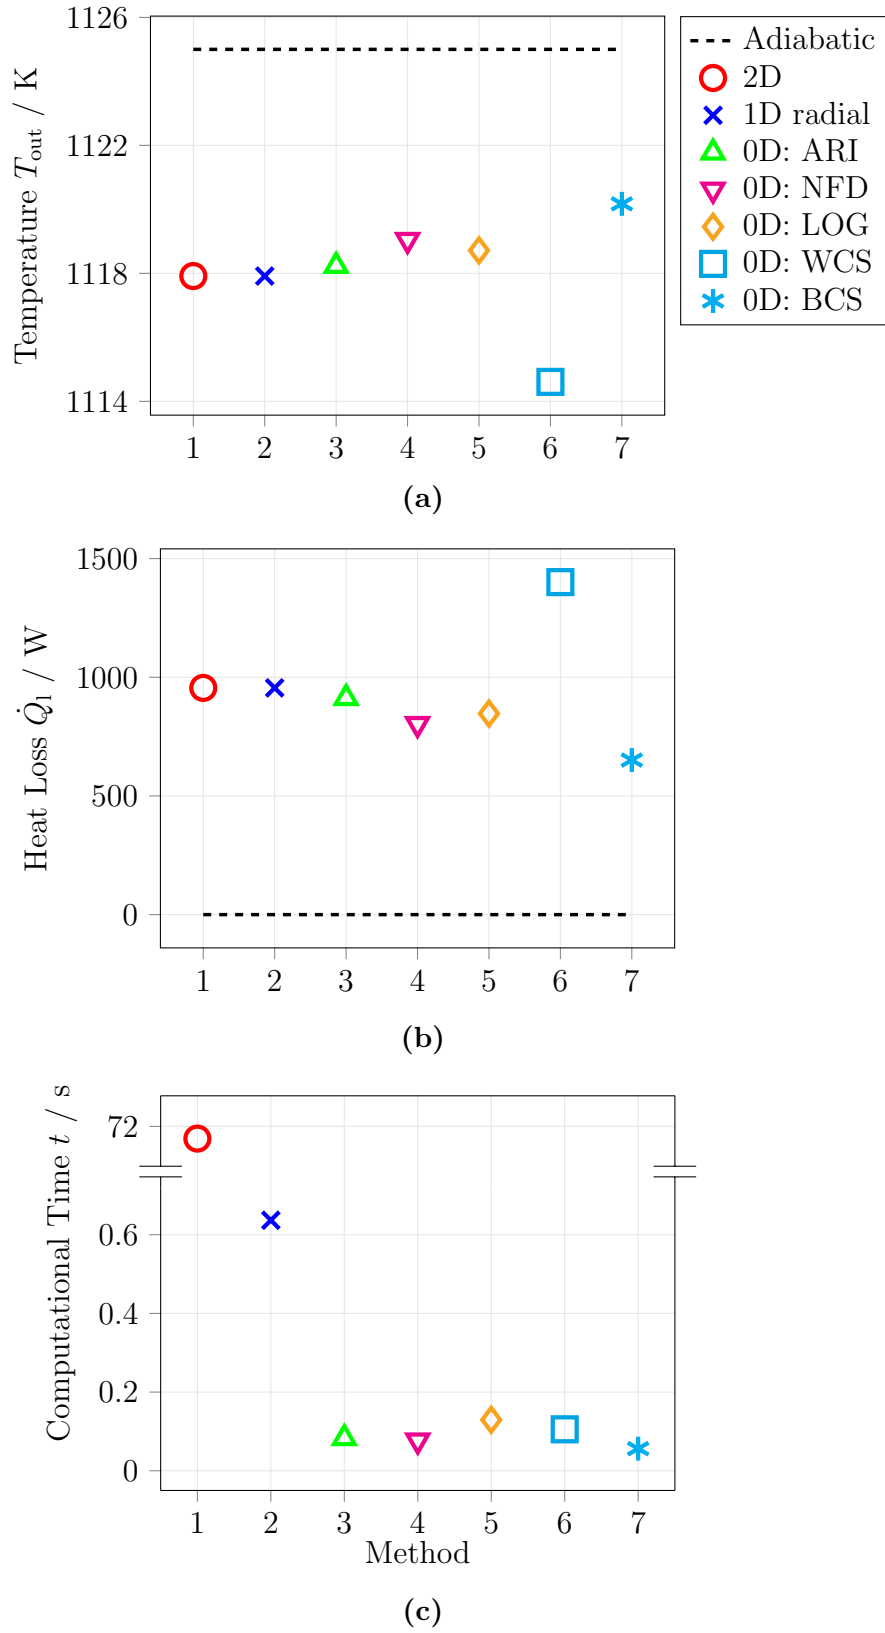 1126
1122
1118
1114
Temperature T_out / K
1 2 3 4 5 6 7
Adiabatic
2D
1D radial
0D: ARI
0D: NFD
0D: LOG
0D: WCS
0D: BCS
(a)
1500
1000
500
0
Heat Loss Q̇_l / W
1 2 3 4 5 6 7
(b)
72
0.6
0.4
0.2
0
Computational Time t / s
1 2 3 4 5 6 7
Method
(c)